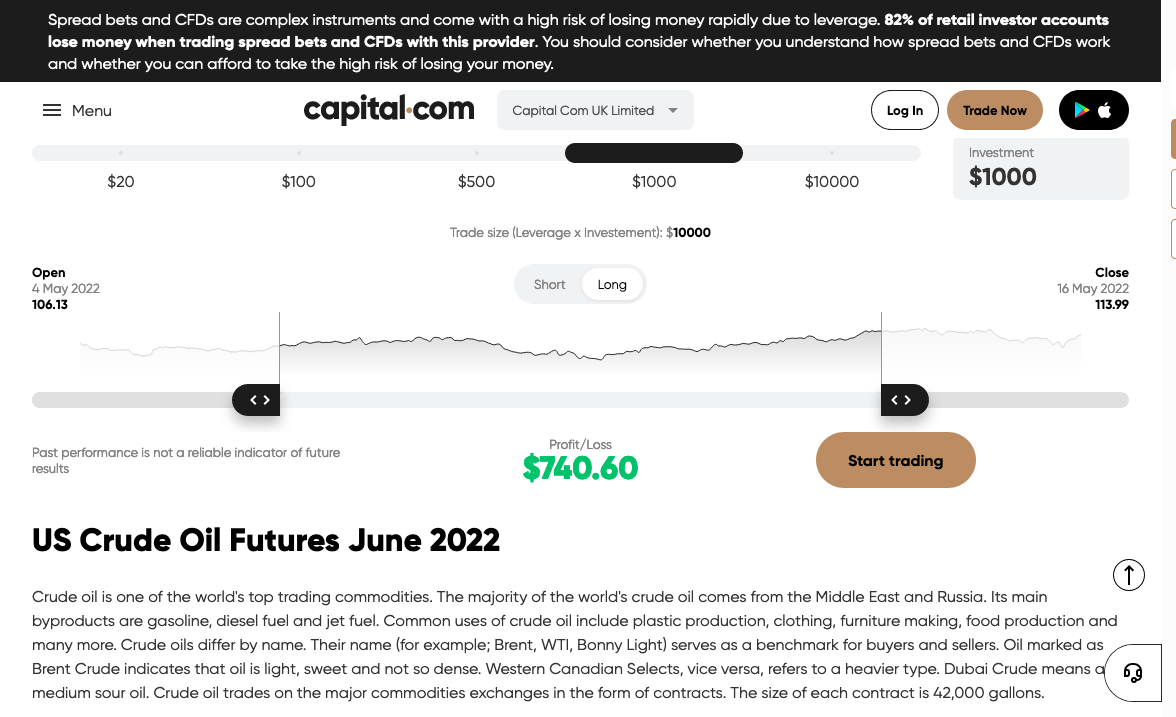 Spread bets and CFDs are complex instruments and come with a high risk of losing money rapidly due to leverage. 82% of retail investor accounts
lose money when trading spread bets and CFDs with this provider. You should consider whether you understand how spread bets and CFDs work
and whether you can afford to take the high risk of losing your money.
Menu
capital.com
Capital Com UK Limited
Log In
Trade Now
Investment
$1000
$20
$100
$500
$1000
$10000
Trade size (Leverage x Investement): $10000
Open
4 May 2022
106.13
Short
Long
Close
16 May 2022
113.99
Past performance is not a reliable indicator of future
results
Profit/Loss
$740.60
Start trading
US Crude Oil Futures June 2022
Crude oil is one of the world's top trading commodities. The majority of the world's crude oil comes from the Middle East and Russia. Its main
byproducts are gasoline, diesel fuel and jet fuel. Common uses of crude oil include plastic production, clothing, furniture making, food production and
many more. Crude oils differ by name. Their name (for example; Brent, WTI, Bonny Light) serves as a benchmark for buyers and sellers. Oil marked as
Brent Crude indicates that oil is light, sweet and not so dense. Western Canadian Selects, vice versa, refers to a heavier type. Dubai Crude means a
medium sour oil. Crude oil trades on the major commodities exchanges in the form of contracts. The size of each contract is 42,000 gallons.